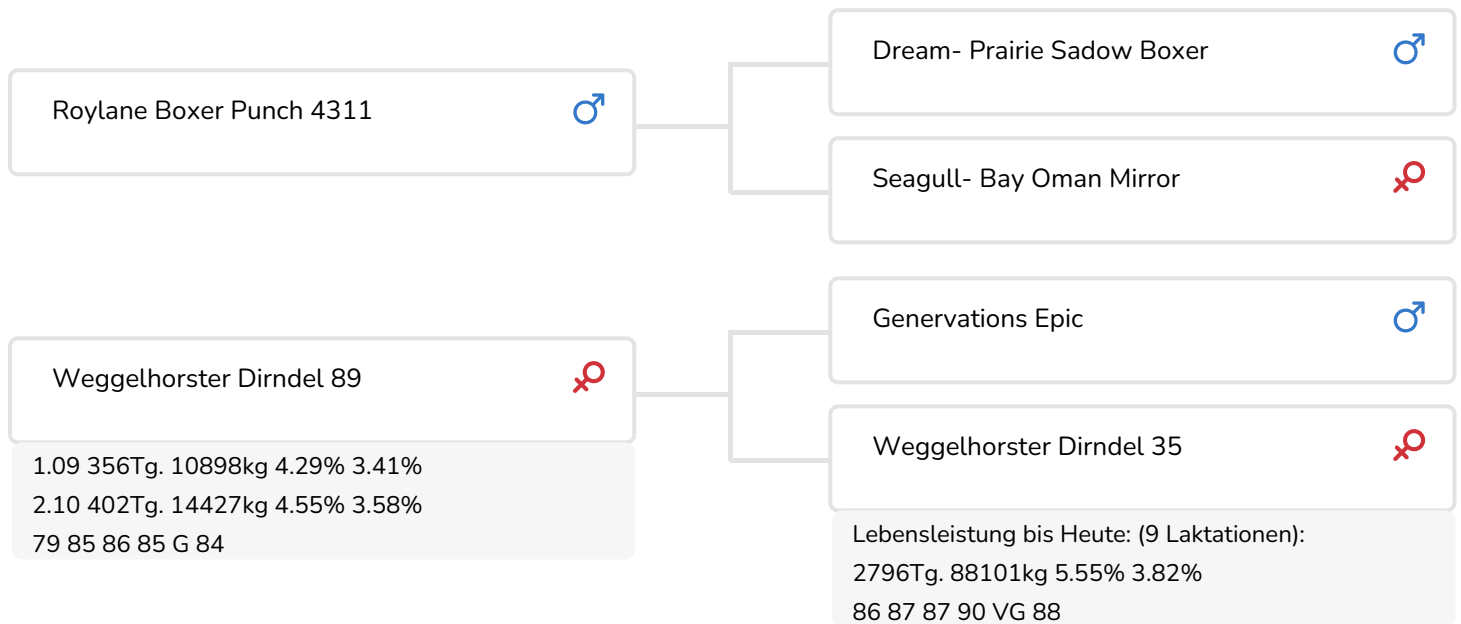 Roylane Boxer Punch 4311
Dream- Prairie Sadow Boxer
Seagull- Bay Oman Mirror
Weggelhorster Dirndel 89
1.09 356Tg. 10898kg 4.29% 3.41%
2.10 402Tg. 14427kg 4.55% 3.58%
79 85 86 85 G 84
Genervations Epic
Weggelhorster Dirndel 35
Lebensleistung bis Heute: (9 Laktationen):
2796Tg. 88101kg 5.55% 3.82%
86 87 87 90 VG 88